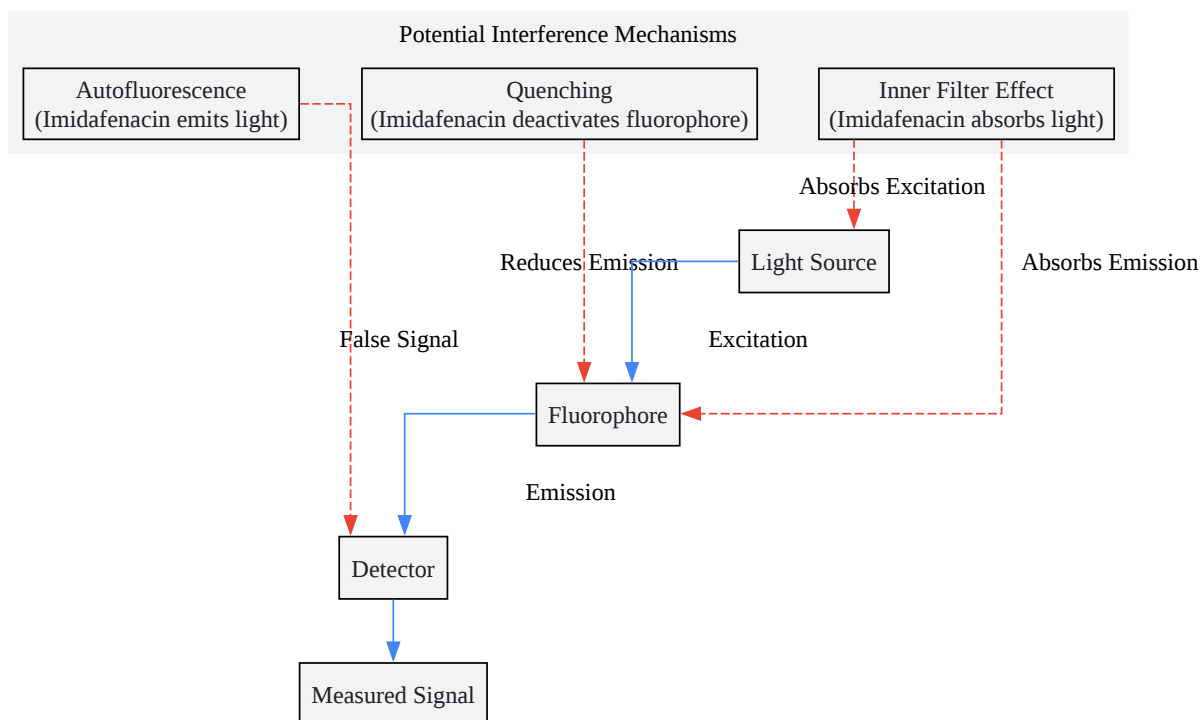 Potential Interference Mechanisms
Autofluorescence
(Imidafenacin emits light)
Quenching
(Imidafenacin deactivates fluorophore)
Inner Filter Effect
(Imidafenacin absorbs light)
Absorbs Excitation
Reduces Emission
Light Source
Absorbs Emission
False Signal
Excitation
Fluorophore
Emission
Detector
Measured Signal